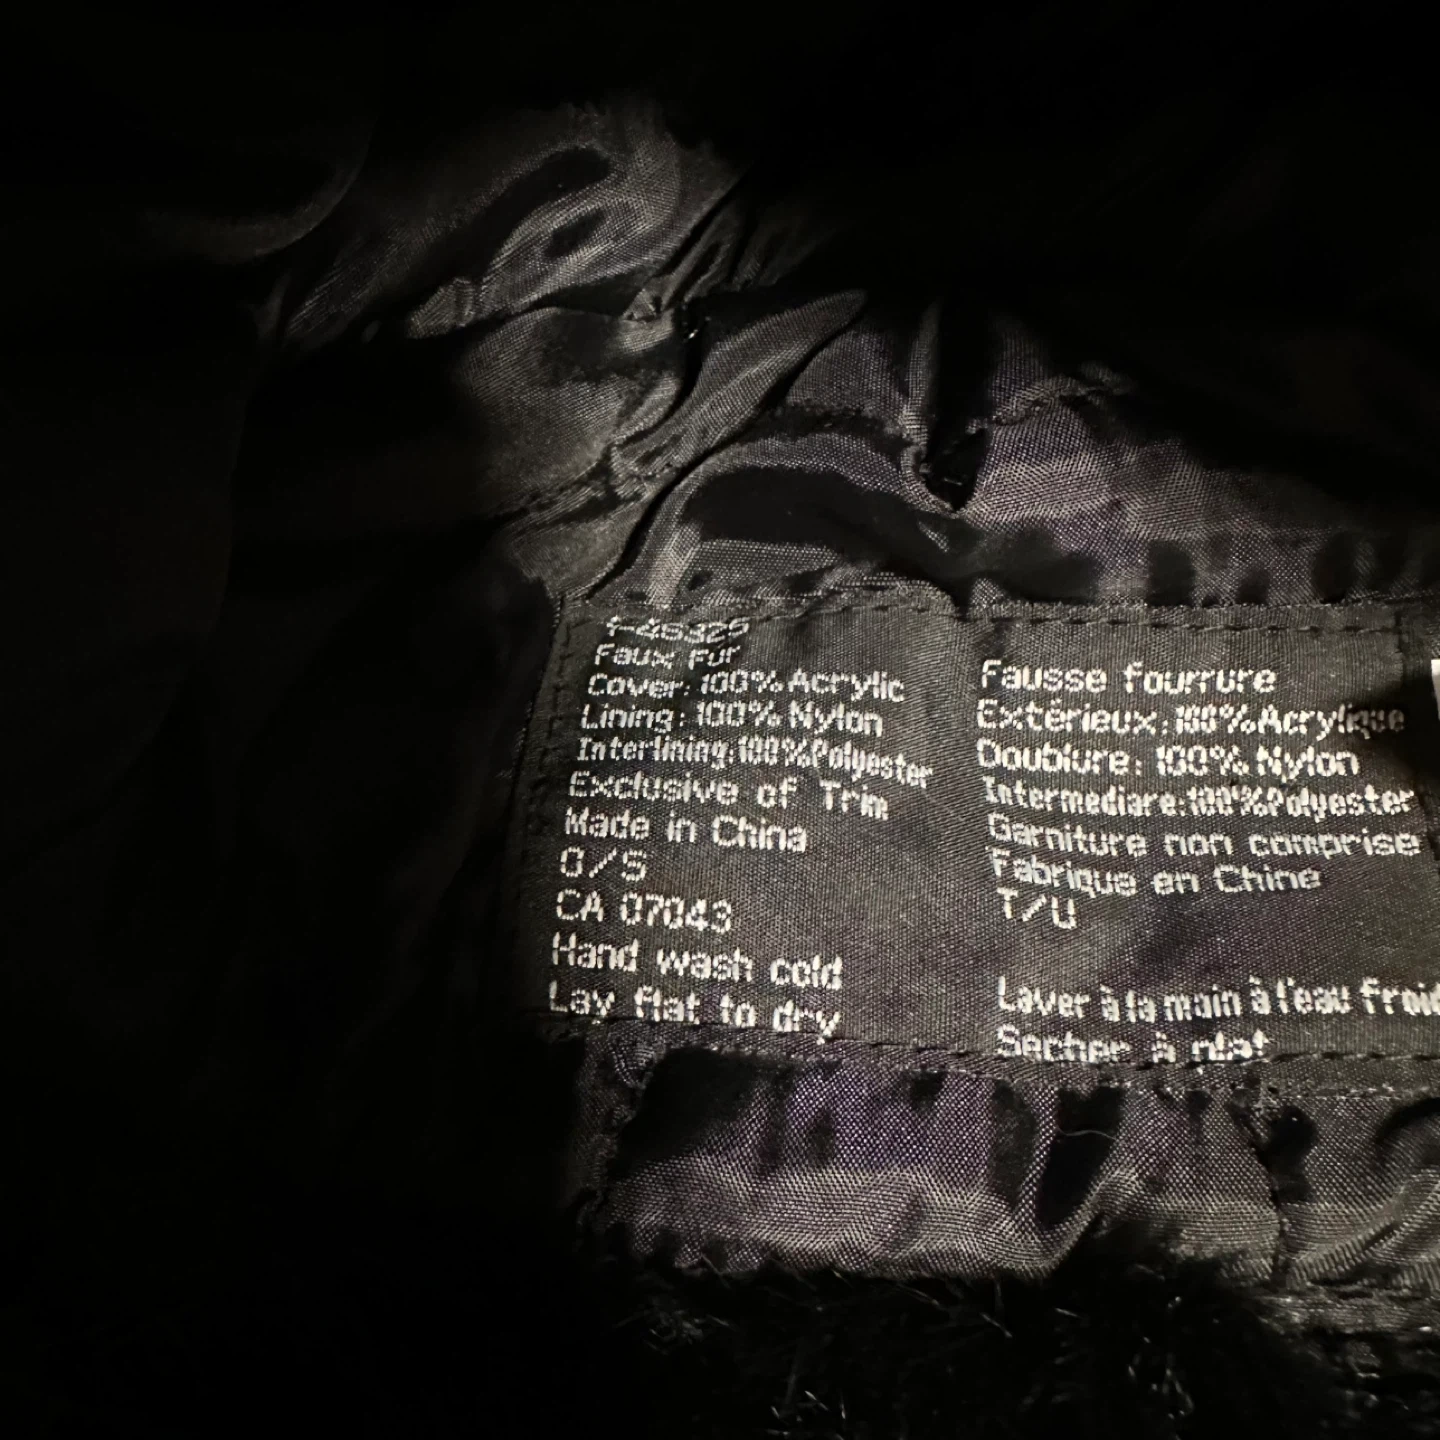 Faux Fur
Cover: 100% Acrylic
Lining: 100% Nylon
Interlining: 100% Polyester
Exclusive of Trim
Made in China
O/S
CA 07043
Hand wash cold
Lay flat to dry
Fausse fourrure
Extérieux: 100% Acrylique
Doublure: 100% Nylon
Intermediare: 100% Polyester
Garniture non comprise
Fabrique en Chine
T/U
Laver à la main à l'eau froid
Secher à plat